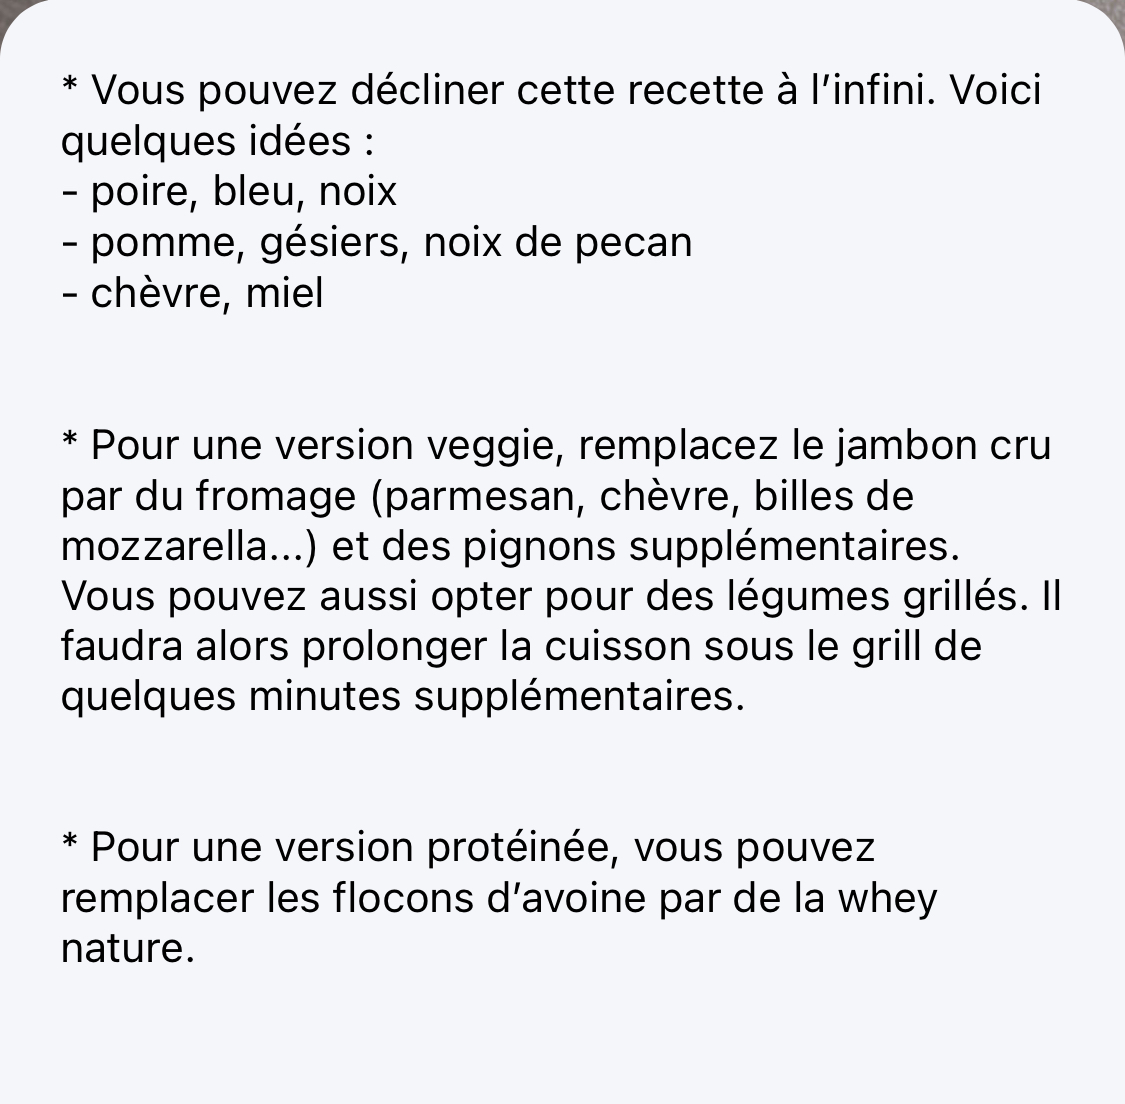 * Vous pouvez décliner cette recette à l’infini. Voici
quelques idées :
- poire, bleu, noix
- pomme, gésiers, noix de pecan
- chèvre, miel
* Pour une version veggie, remplacez le jambon cru
par du fromage (parmesan, chèvre, billes de
mozzarella...) et des pignons supplémentaires.
Vous pouvez aussi opter pour des légumes grillés. Il
faudra alors prolonger la cuisson sous le grill de
quelques minutes supplémentaires.
* Pour une version protéinée, vous pouvez
remplacer les flocons d’avoine par de la whey
nature.